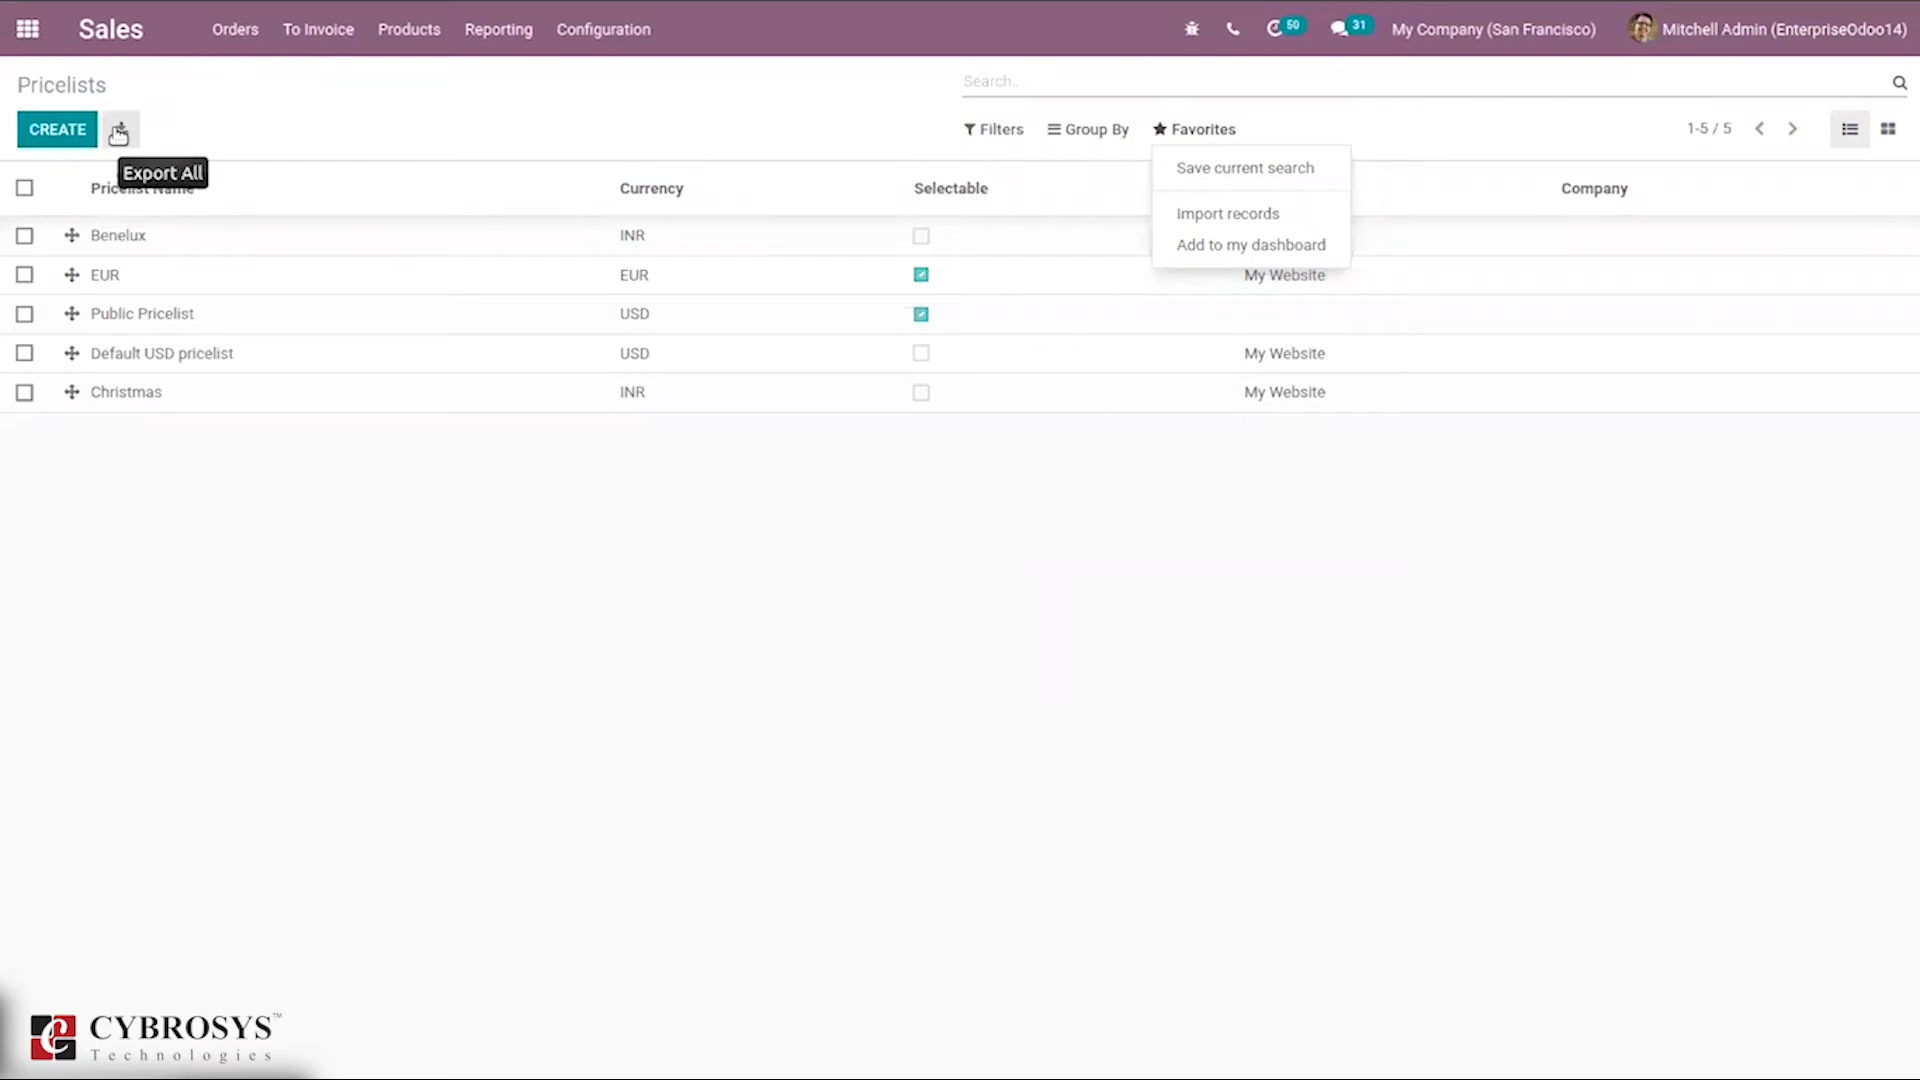 Sales Orders To Invoice Products Reporting Configuration 50 31 My Company (San Francisco) Mitchell Admin (EnterpriseOdoo14)
Pricelists Search...
CREATE Filters Group By Favorites 1-5 / 5
Export All Save current search
Pricelist Name Currency Selectable Company
Import records
Benelux INR
Add to my dashboard
EUR EUR My Website
Public Pricelist USD
Default USD pricelist USD My Website
Christmas INR My Website
CYBROSYS™
Technologies